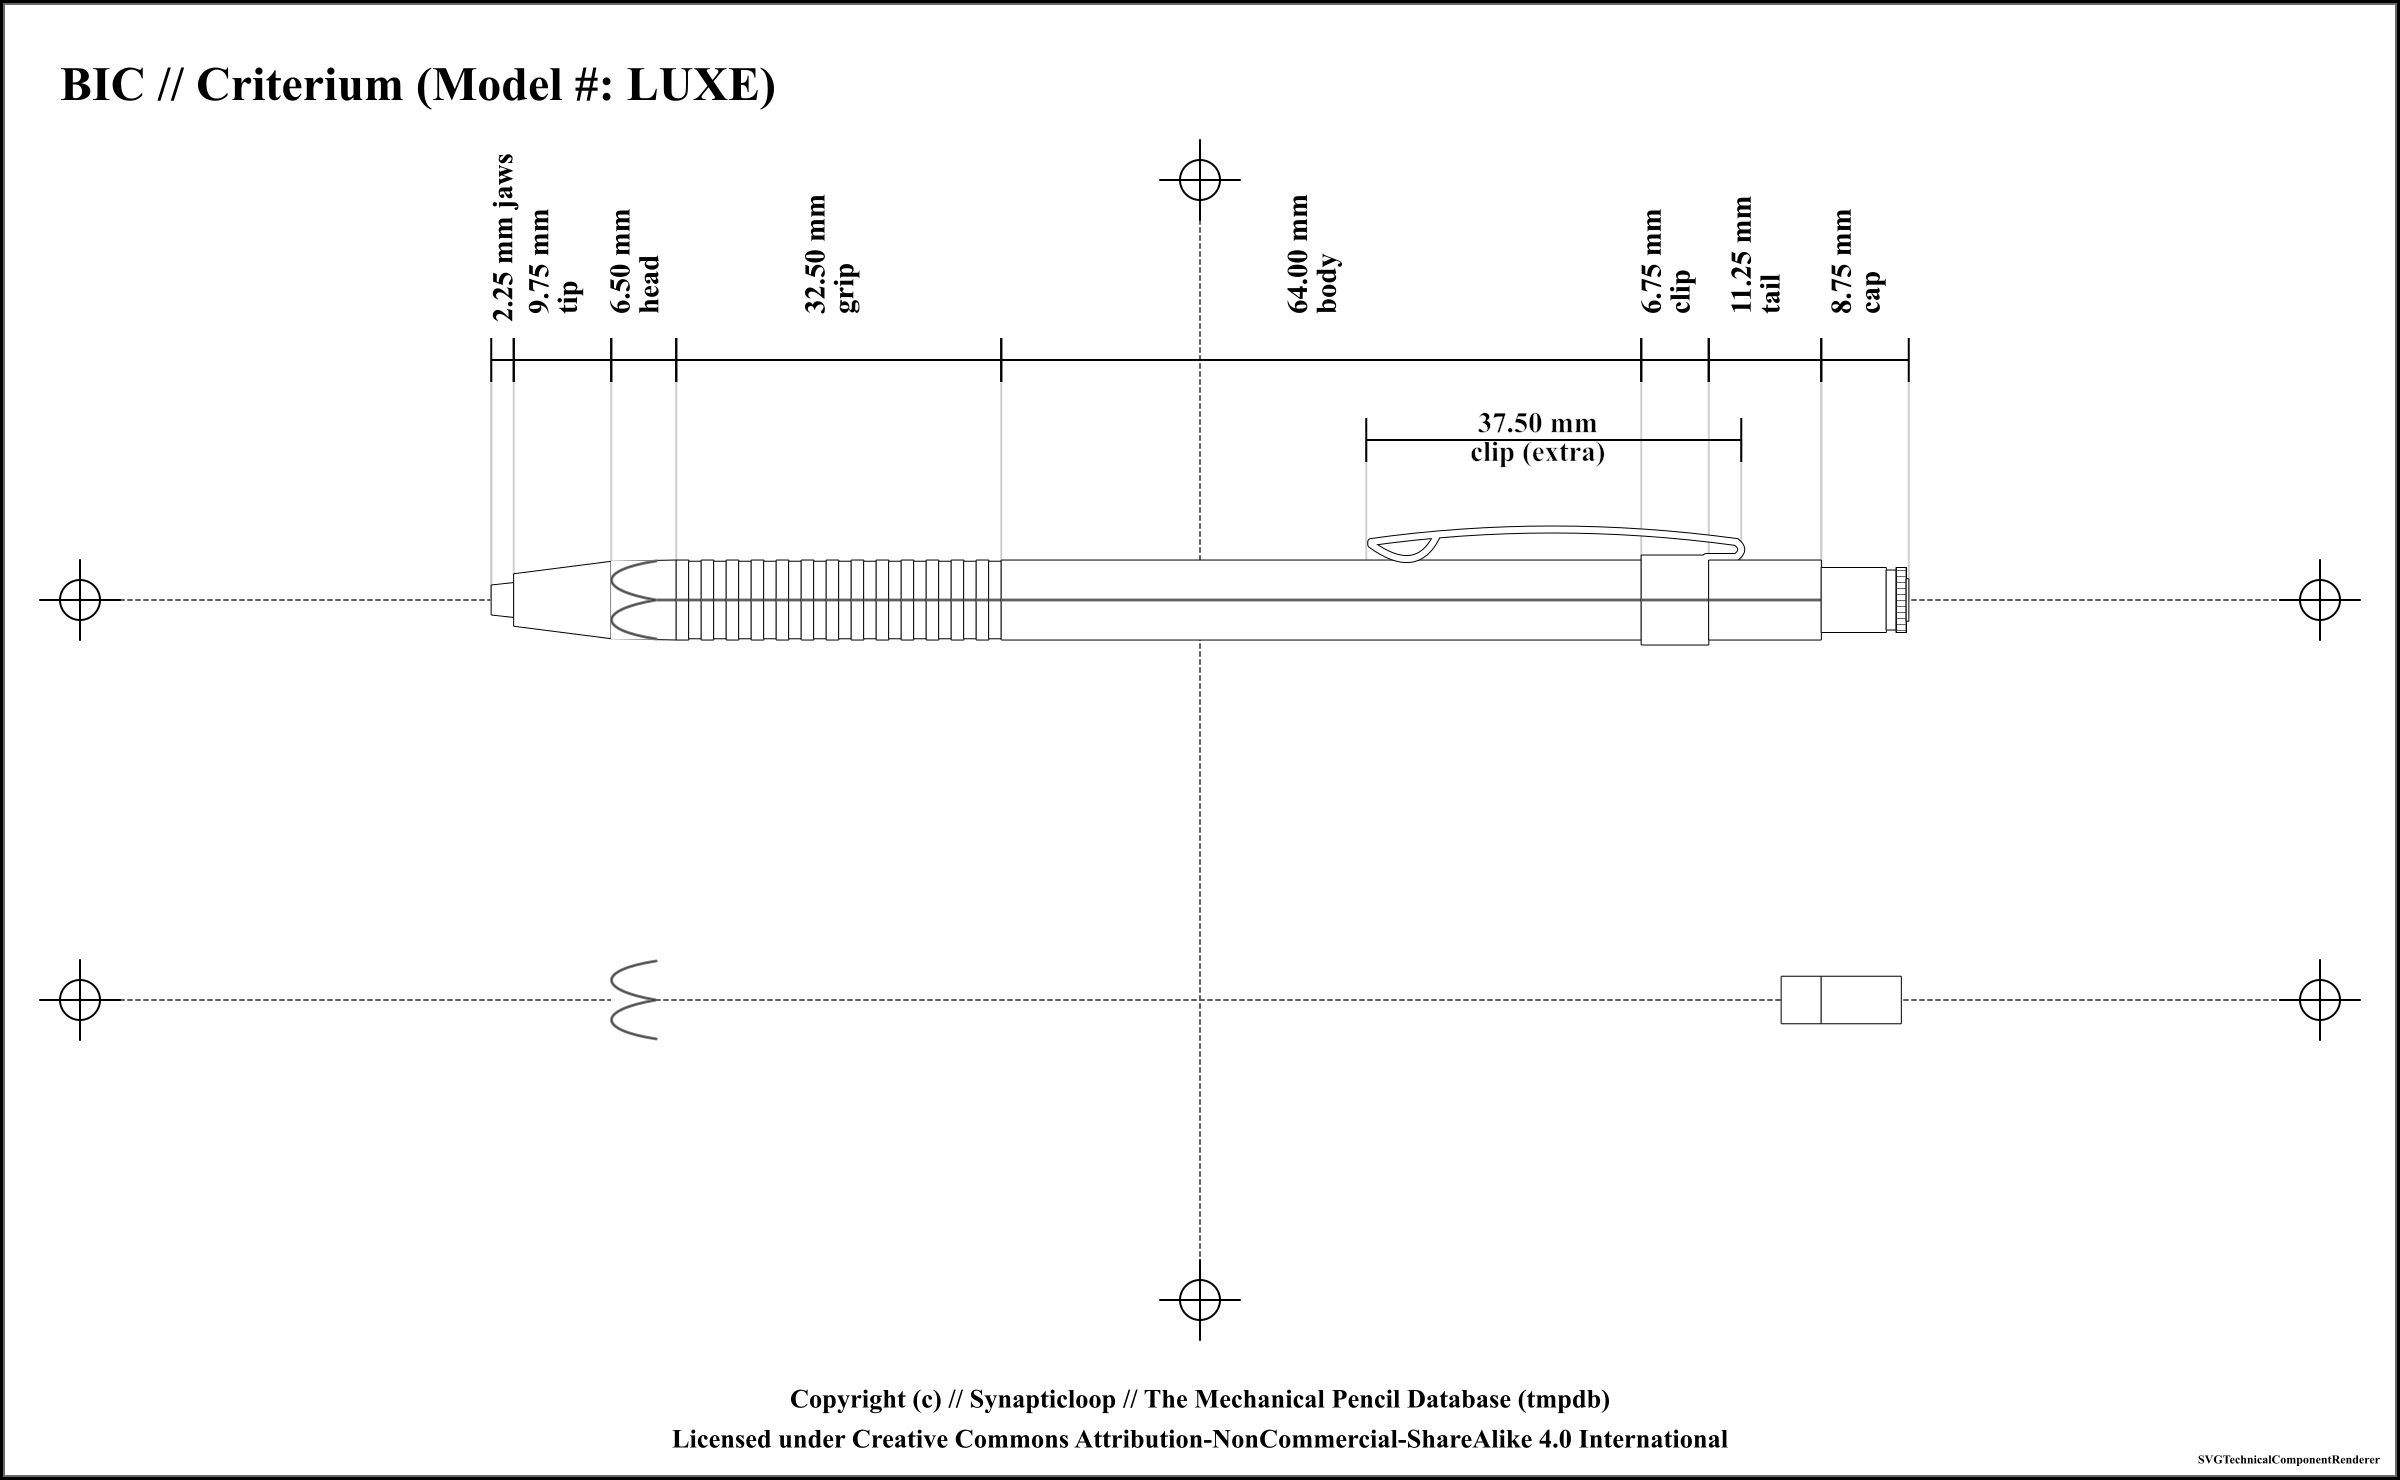 BIC // Criterium (Model #: LUXE)
2.25 mm jaws
9.75 mm
tip
6.50 mm
head
32.50 mm
grip
64.00 mm
body
6.75 mm
clip
11.25 mm
tail
8.75 mm
cap
37.50 mm
clip (extra)
Copyright (c) // Synapticloop // The Mechanical Pencil Database (tmpdb)
Licensed under Creative Commons Attribution-NonCommercial-ShareAlike 4.0 International
SVGTechnicalComponentRenderer